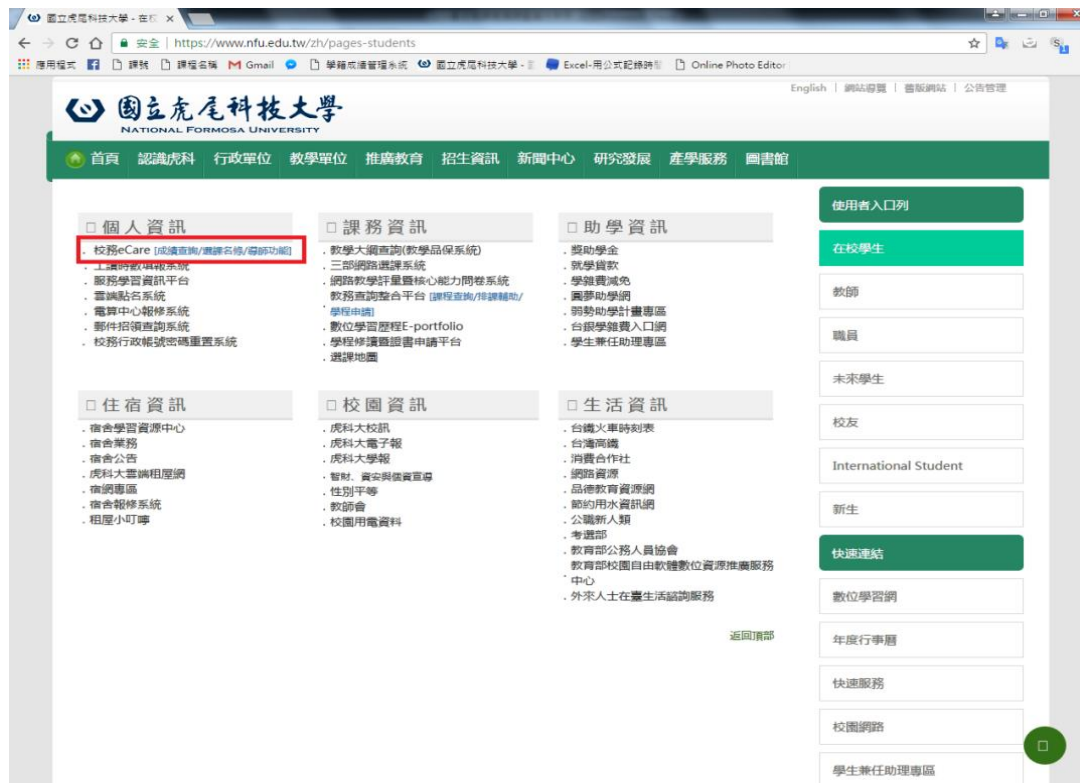 國立虎尾科技大學 - 在校
安全 | https://www.nfu.edu.tw/zh/pages-students
應用程式 課號 課程名稱 Gmail 學籍成績管理系統 國立虎尾科技大學 - Excel-用公式記錄時 Online Photo Editor
English | 網站導覽 | 舊版網站 | 公告管理
國立虎尾科技大學
NATIONAL FORMOSA UNIVERSITY
首頁 認識虎科 行政單位 教學單位 推廣教育 招生資訊 新聞中心 研究發展 產學服務 圖書館
個人資訊
. 校務eCare [成績查詢/選課名條/導師功能]
. 工讀時數填報系統
. 服務學習資訊平台
. 雲端點名系統
. 電算中心報修系統
. 郵件招領查詢系統
. 校務行政帳號密碼重置系統
課務資訊
. 教學大綱查詢(教學品保系統)
. 三部網路選課系統
. 網路教學評量暨核心能力問卷系統
. 教務查詢整合平台 [課程查詢/排課輔助/
學程申請]
. 數位學習歷程E-portfolio
. 學程修讀暨證書申請平台
. 選課地圖
助學資訊
. 獎助學金
. 就學貸款
. 學雜費減免
. 圓夢助學網
. 弱勢助學計畫專區
. 台銀學雜費入口網
. 學生兼任助理專區
住宿資訊
. 宿舍學習資源中心
. 宿舍業務
. 宿舍公告
. 虎科大雲端租屋網
. 宿網專區
. 宿舍報修系統
. 租屋小叮嚀
校園資訊
. 虎科大校訊
. 虎科大電子報
. 虎科大學報
. 智財、資安與個資宣導
. 性別平等
. 教師會
. 校園用電資料
生活資訊
. 台鐵火車時刻表
. 台灣高鐵
. 消費合作社
. 網路資源
. 品德教育資源網
. 節約用水資訊網
. 公職新人類
. 考選部
. 教育部公務人員協會
. 教育部校園自由軟體數位資源推廣服務
中心
. 外來人士在臺生活諮詢服務
返回頂部
使用者入口列
在校學生
教師
職員
未來學生
校友
International Student
新生
快速連結
數位學習網
年度行事曆
快速服務
校園網路
學生兼任助理專區